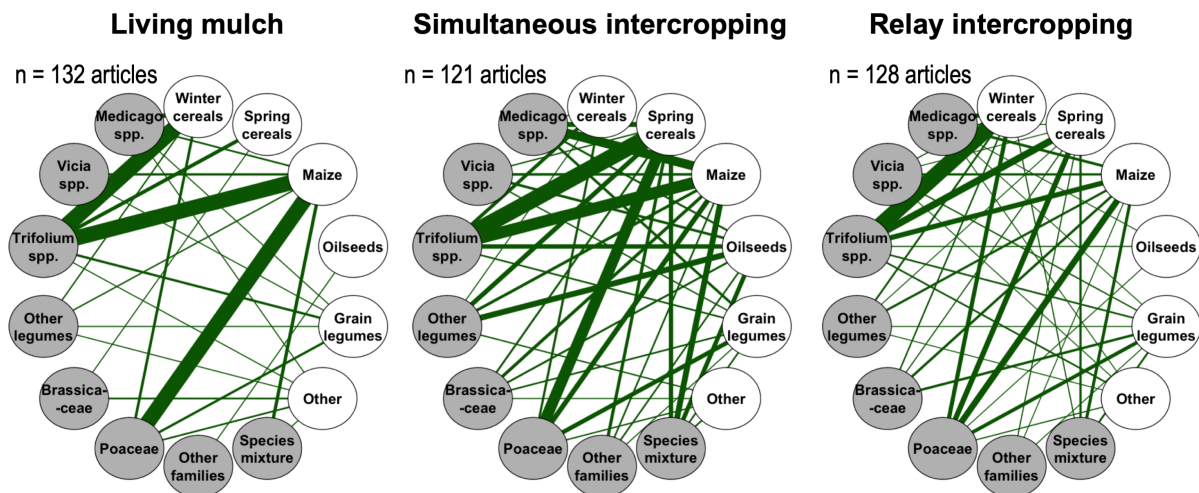 Living mulch
n = 132 articles
Winter
cereals
Spring
cereals
Maize
Oilseeds
Grain
legumes
Other
Species
mixture
Other
families
Poaceae
Brassica-
-ceae
Other
legumes
Trifolium
spp.
Vicia
spp.
Medicago
spp.
Simultaneous intercropping
n = 121 articles
Winter
cereals
Spring
cereals
Maize
Oilseeds
Grain
legumes
Other
Species
mixture
Other
families
Poaceae
Brassica-
-ceae
Other
legumes
Trifolium
spp.
Vicia
spp.
Medicago
spp.
Relay intercropping
n = 128 articles
Winter
cereals
Spring
cereals
Maize
Oilseeds
Grain
legumes
Other
Species
mixture
Other
families
Poaceae
Brassica-
-ceae
Other
legumes
Trifolium
spp.
Vicia
spp.
Medicago
spp.